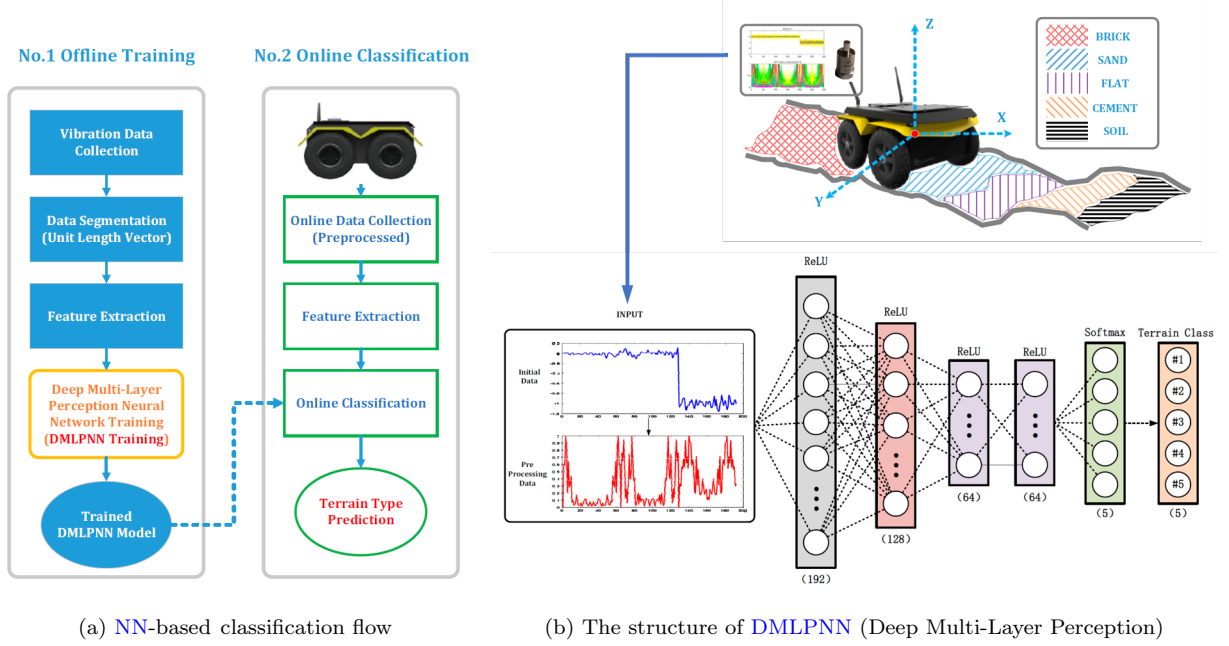 No.1 Offline Training
Vibration Data
Collection
Data Segmentation
(Unit Length Vector)
Feature Extraction
Deep Multi-Layer
Perception Neural
Network Training
(DMLPNN Training)
Trained
DMLPNN Model
No.2 Online Classification
Online Data Collection
(Preprocessed)
Feature Extraction
Online Classification
Terrain Type
Prediction
(a) NN-based classification flow
Z
X
Y
BRICK
SAND
FLAT
CEMENT
SOIL
INPUT
Initial
Data
Pre
Processing
Data
ReLU
(192)
ReLU
(128)
ReLU
(64)
ReLU
(64)
Softmax
(5)
Terrain Class
#1
#2
#3
#4
#5
(5)
(b) The structure of DMLPNN (Deep Multi-Layer Perception)